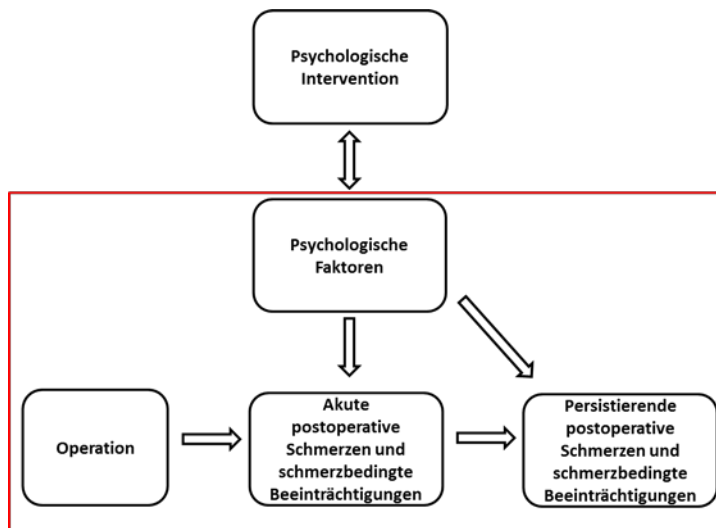 Psychologische
Intervention
Psychologische
Faktoren
Operation
Akute
postoperative
Schmerzen und
schmerzbedingte
Beeinträchtigungen
Persistierende
postoperative
Schmerzen und
schmerzbedingte
Beeinträchtigungen